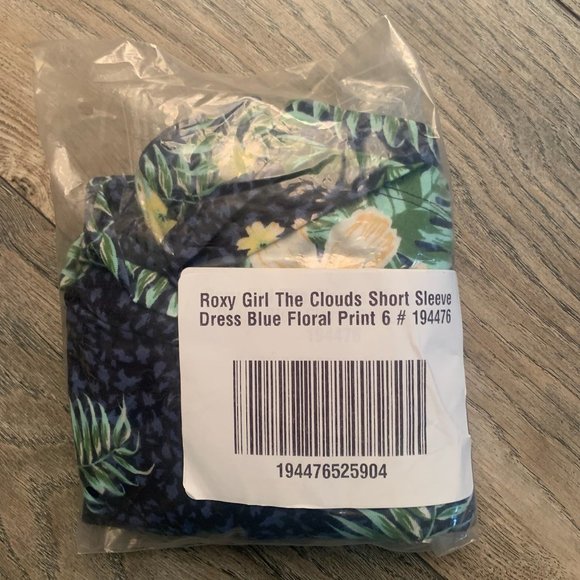 Roxy Girl The Clouds Short Sleeve
Dress Blue Floral Print 6 # 194476
194476525904